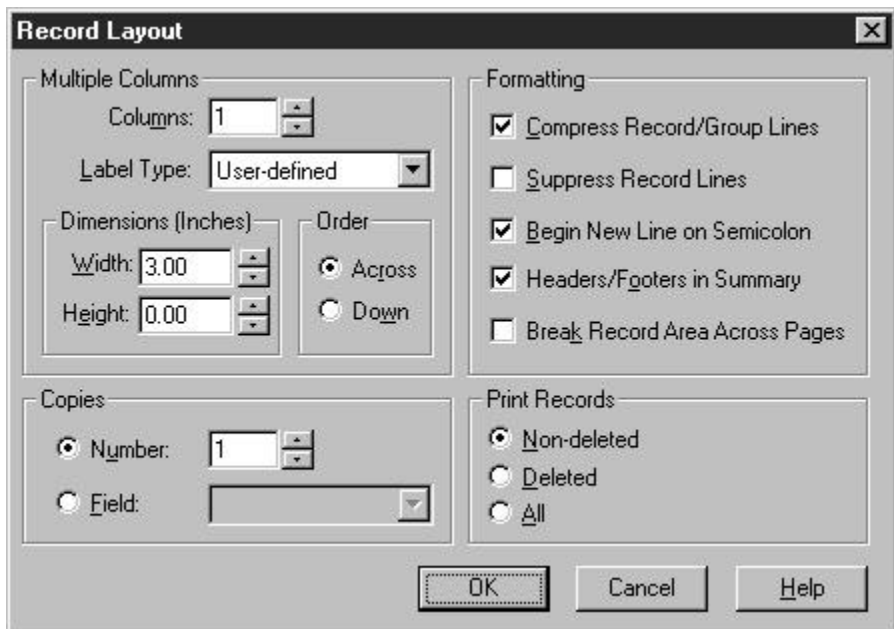 Record Layout
Multiple Columns
Columns: 1
Label Type: User-defined
Dimensions (Inches)
Width: 3.00
Height: 0.00
Order
Across
Down
Formatting
Compress Record/Group Lines
Suppress Record Lines
Begin New Line on Semicolon
Headers/Footers in Summary
Break Record Area Across Pages
Copies
Number: 1
Field:
Print Records
Non-deleted
Deleted
All
OK
Cancel
Help